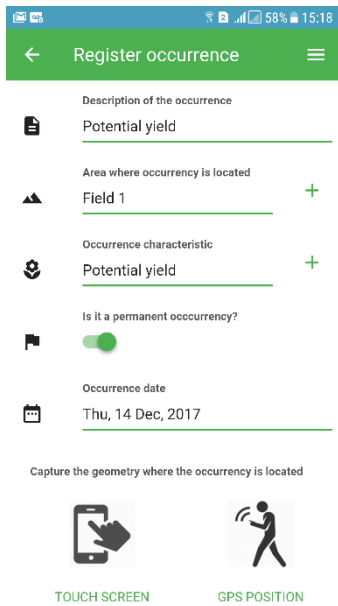 2 58% 15:18
Register occurrence
Description of the occurrence
Potential yield
Area where occurrency is located
Field 1
Occurrence characteristic
Potential yield
Is it a permanent occcurrency?
Occurrence date
Thu, 14 Dec, 2017
Capture the geometry where the occurrency is located
TOUCH SCREEN GPS POSITION